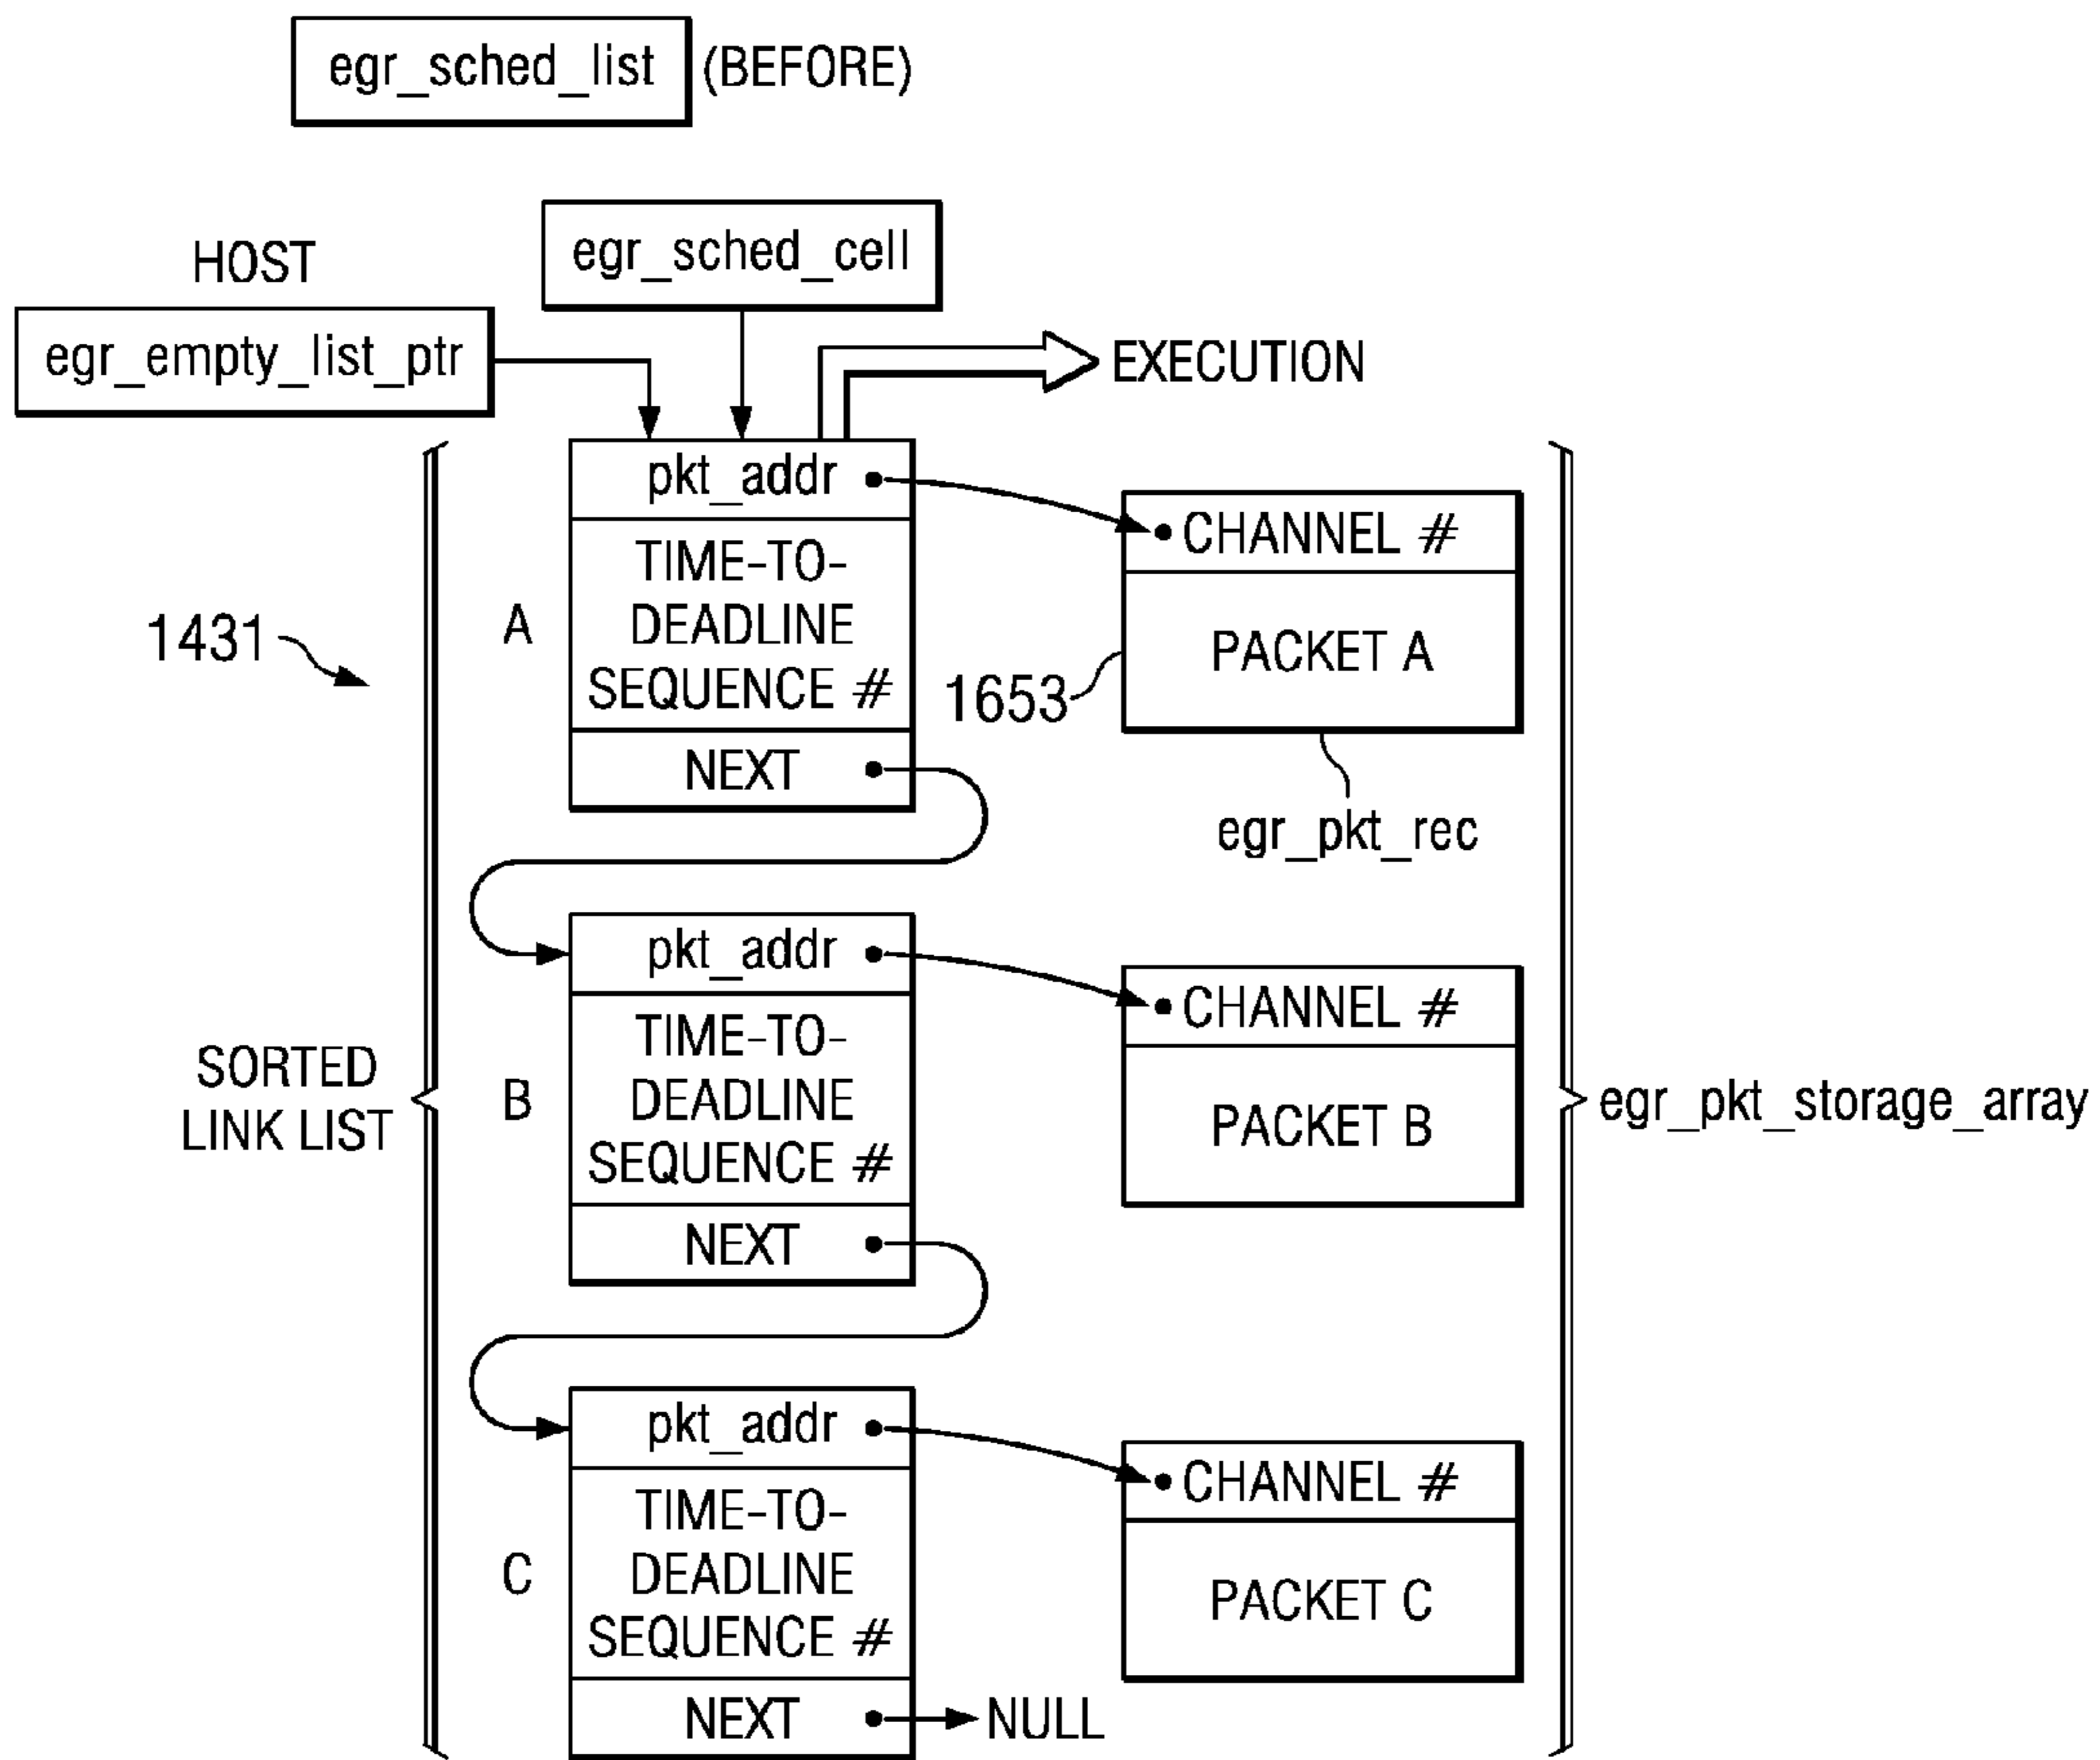 egr_sched_list (BEFORE)
HOST
egr_sched_cell
egr_empty_list_ptr
EXECUTION
pkt_addr
CHANNEL #
TIME-TO-
DEADLINE
SEQUENCE #
A
1431
1653
PACKET A
NEXT
egr_pkt_rec
pkt_addr
CHANNEL #
TIME-TO-
DEADLINE
SEQUENCE #
SORTED
LINK LIST
B
PACKET B
egr_pkt_storage_array
NEXT
pkt_addr
CHANNEL #
TIME-TO-
DEADLINE
SEQUENCE #
C
PACKET C
NEXT
NULL